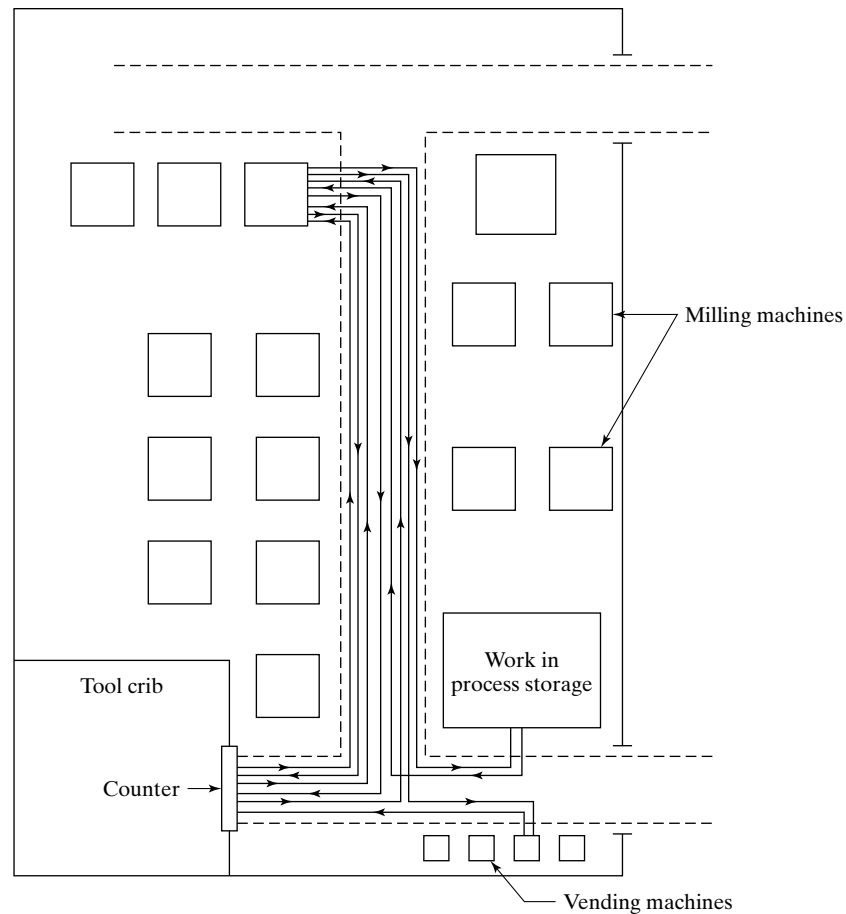 Milling machines
Work in
process storage
Tool crib
Counter
Vending machines